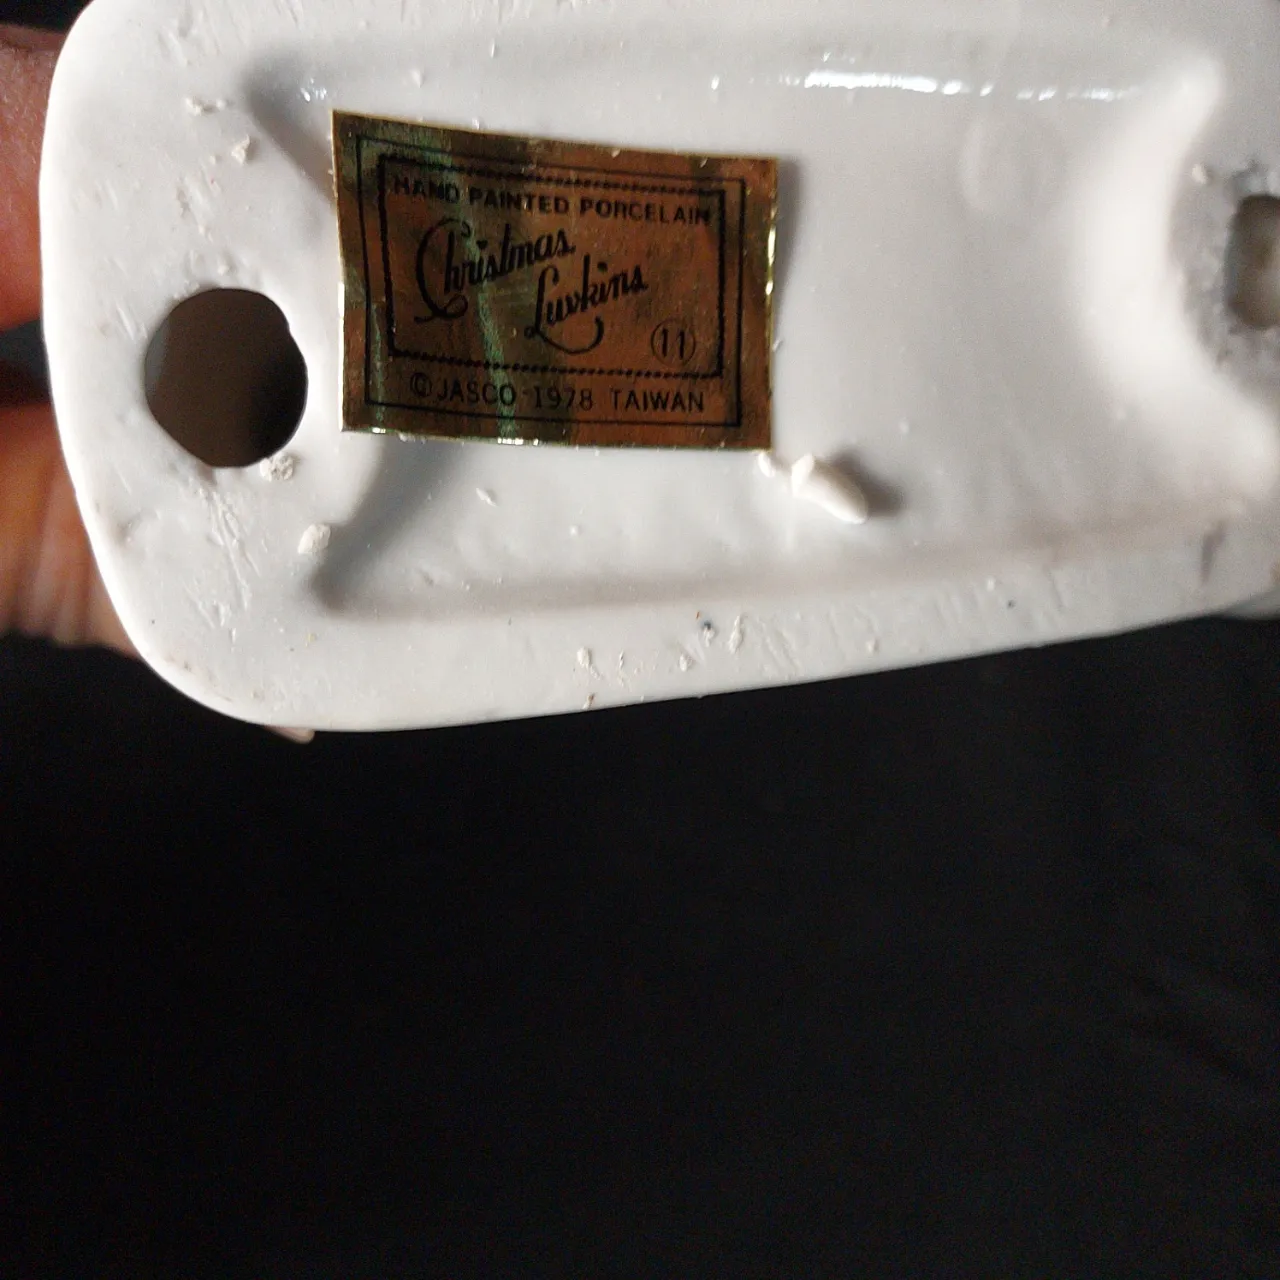 HAND PAINTED PORCELAIN
Christmas
Luvkins
11
© JASCO 1978 TAIWAN